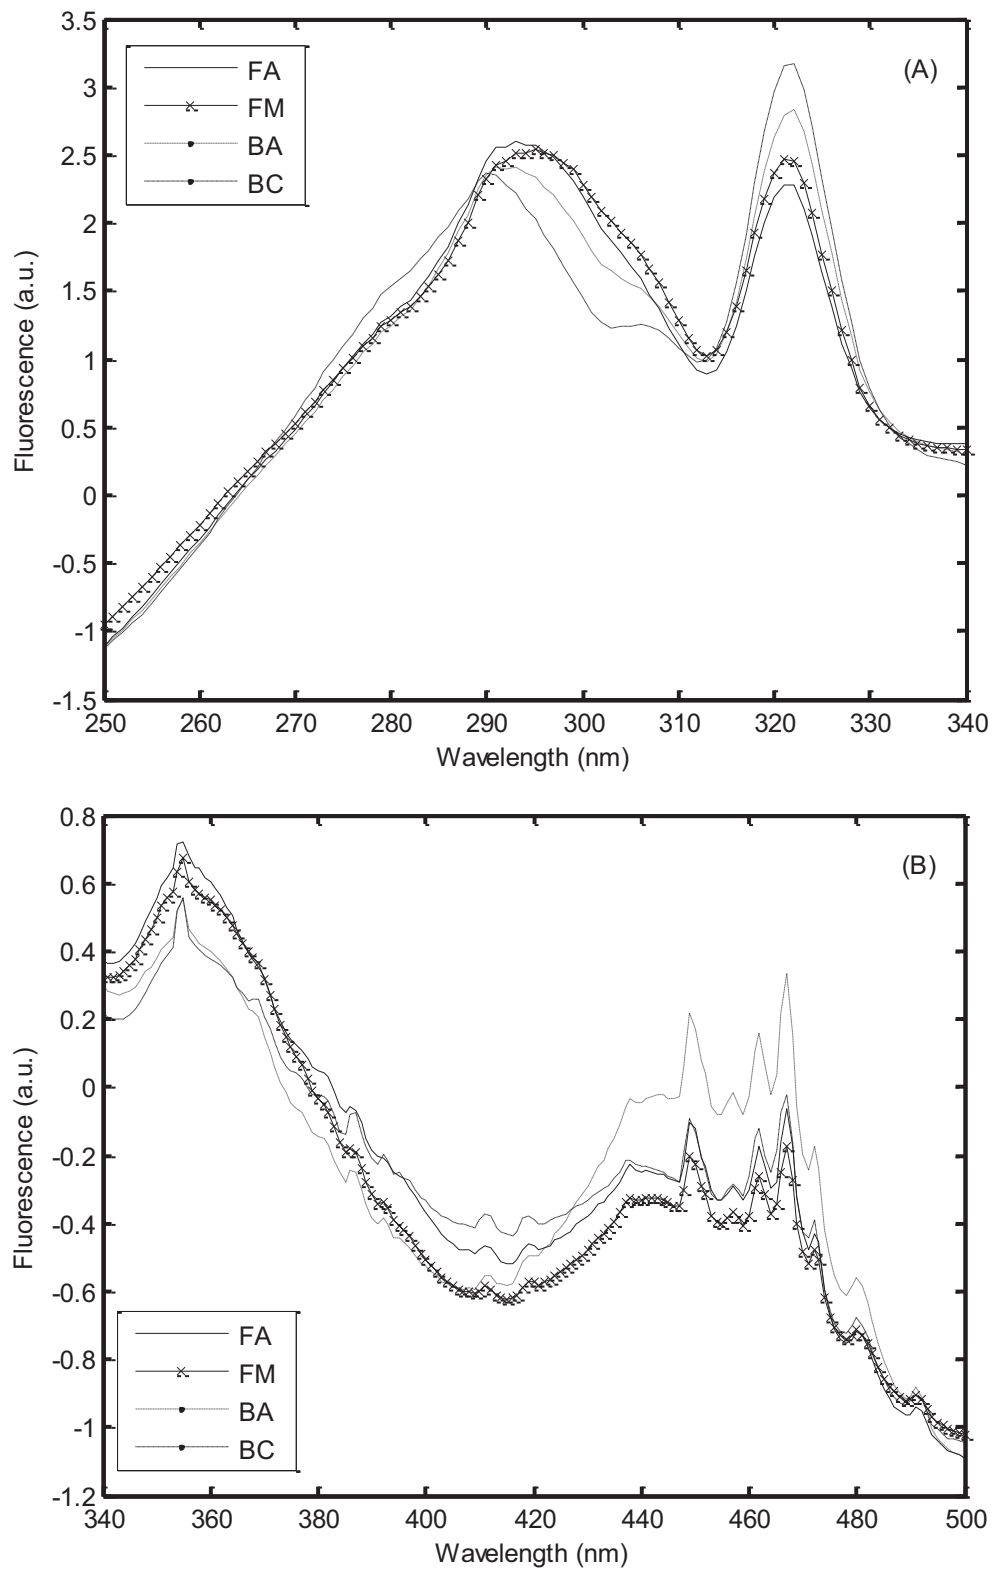 3.5
3
2.5
2
1.5
1
0.5
0
-0.5
-1
-1.5
Fluorescence (a.u.)
FA
FM
BA
BC
(A)
250 260 270 280 290 300 310 320 330 340
Wavelength (nm)
0.8
0.6
0.4
0.2
0
-0.2
-0.4
-0.6
-0.8
-1
-1.2
Fluorescence (a.u.)
(B)
FA
FM
BA
BC
340 360 380 400 420 440 460 480 500
Wavelength (nm)